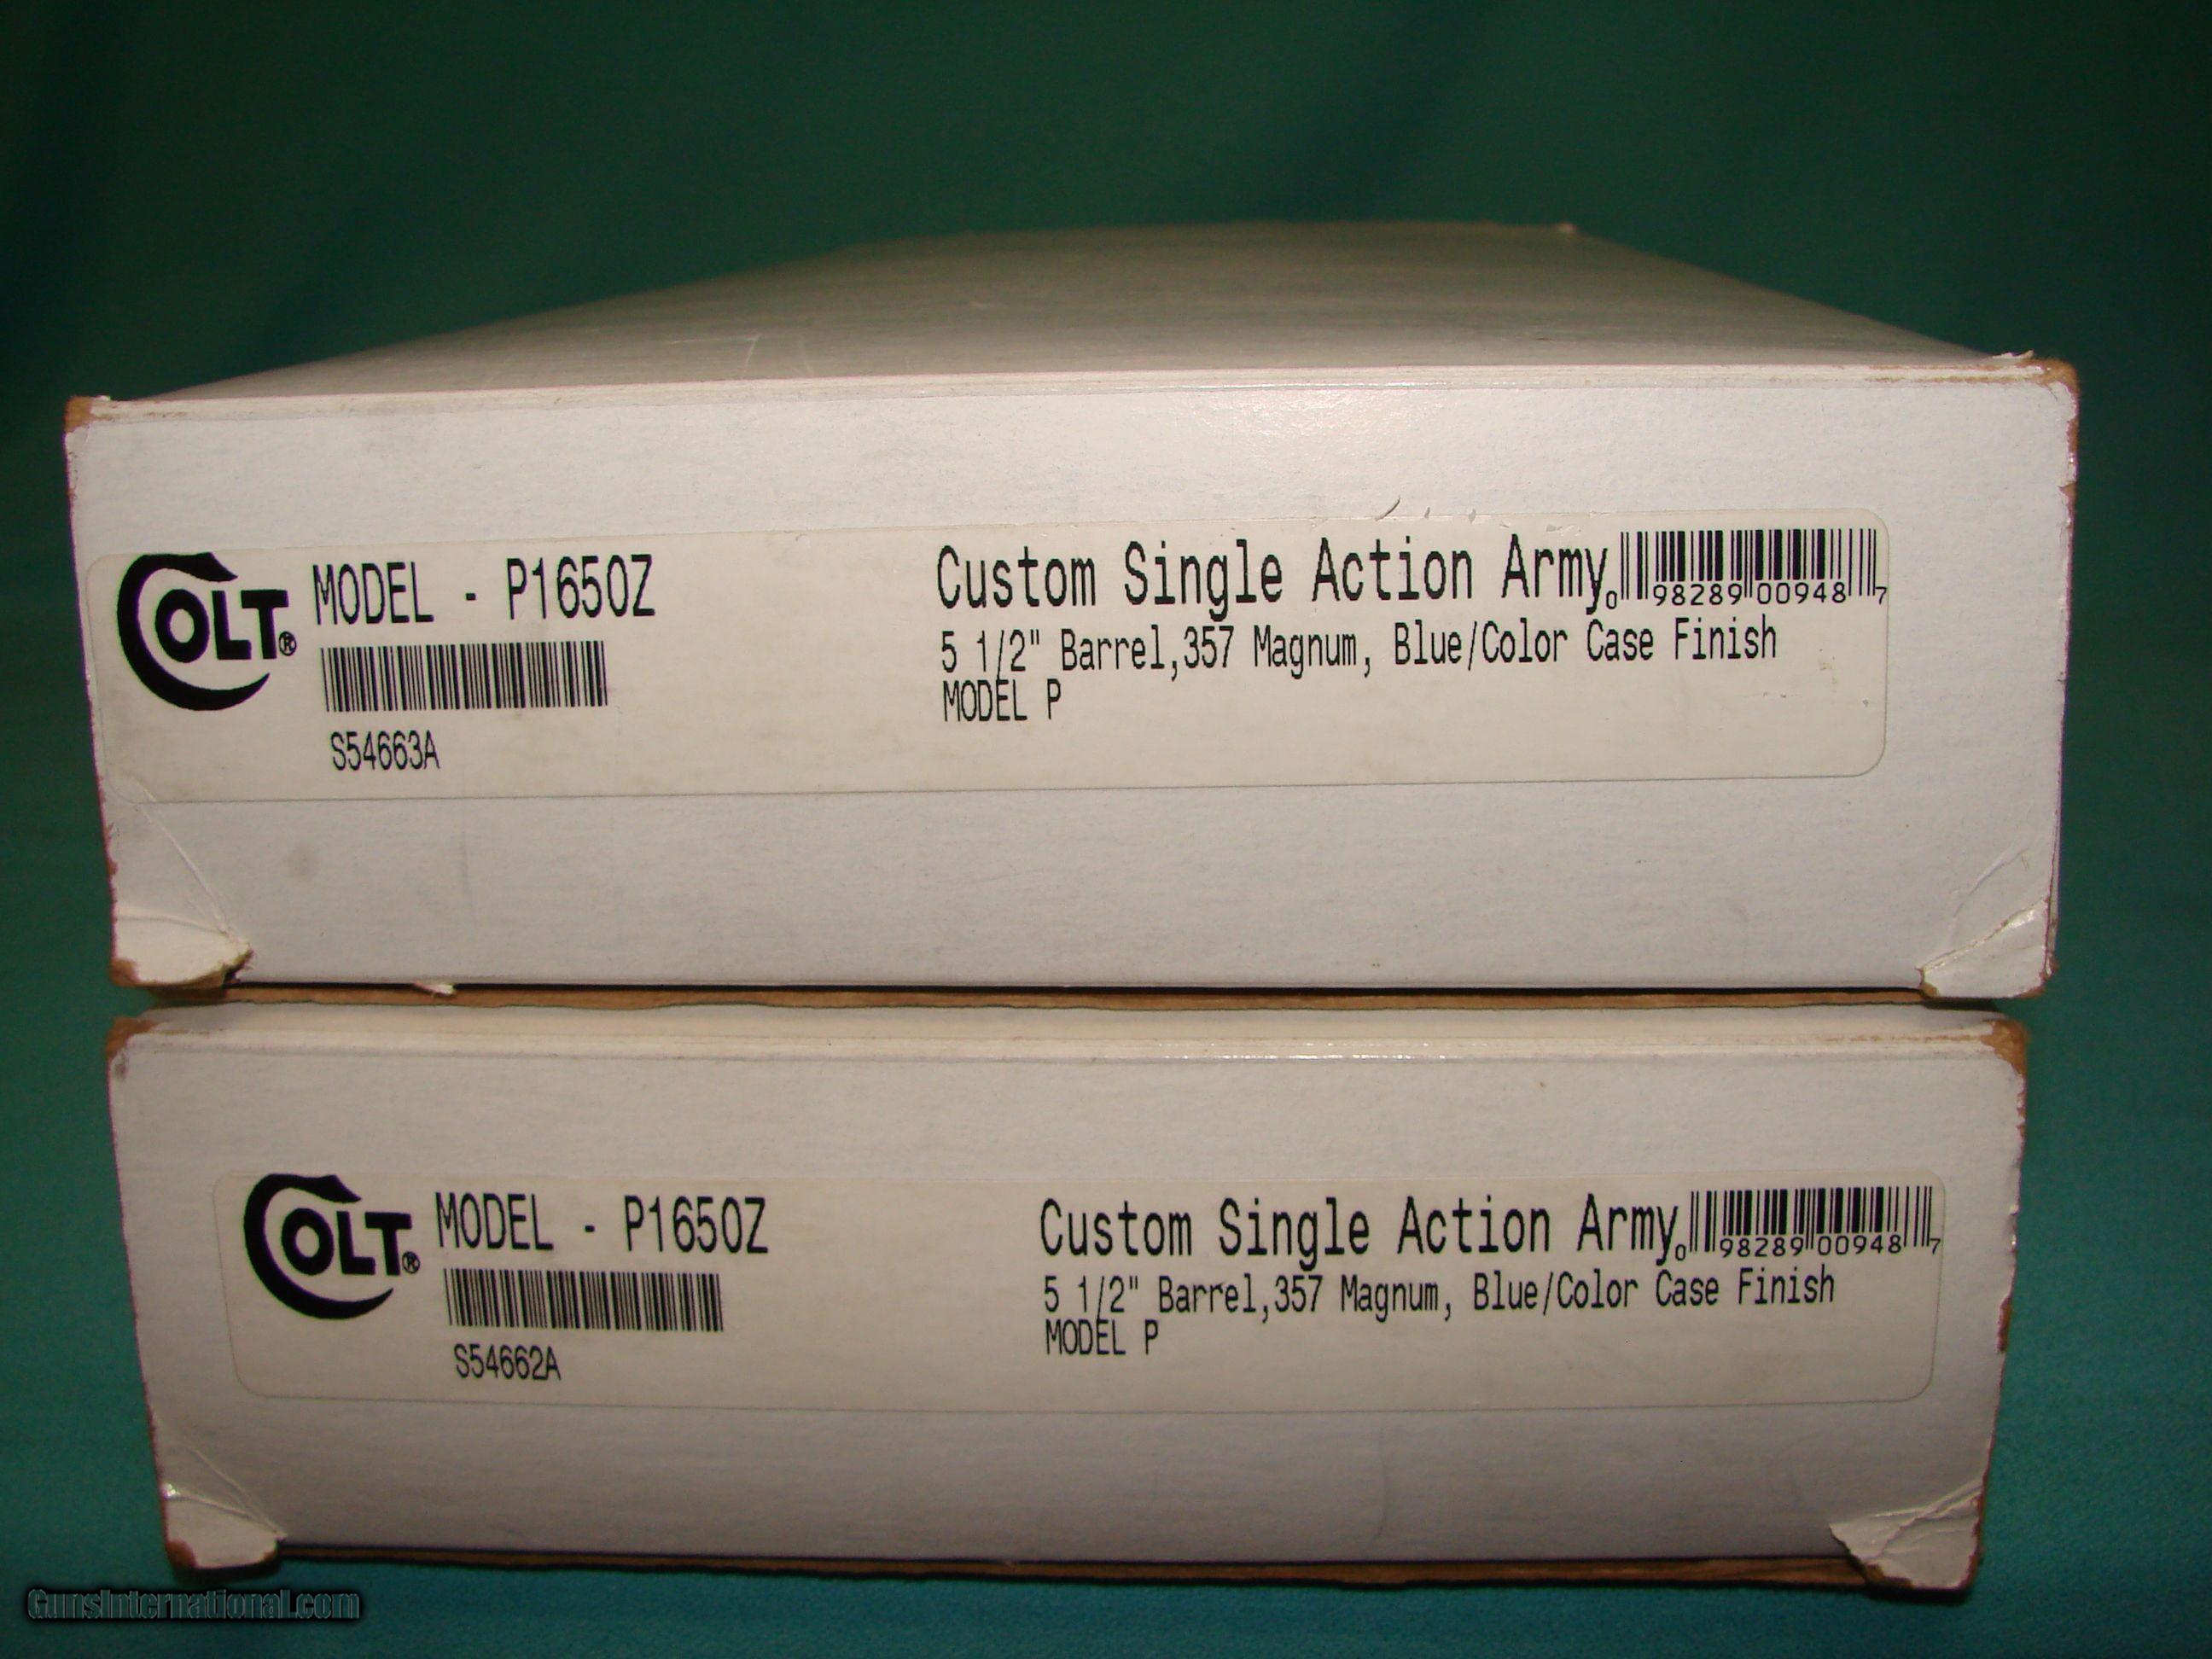 COLT® MODEL - P1650Z
S54663A
Custom Single Action Army
0 98289 00948 7
5 1/2" Barrel,357 Magnum, Blue/Color Case Finish
MODEL P
COLT® MODEL - P1650Z
S54662A
Custom Single Action Army
0 98289 00948 7
5 1/2" Barrel,357 Magnum, Blue/Color Case Finish
MODEL P
GunsInternational.com